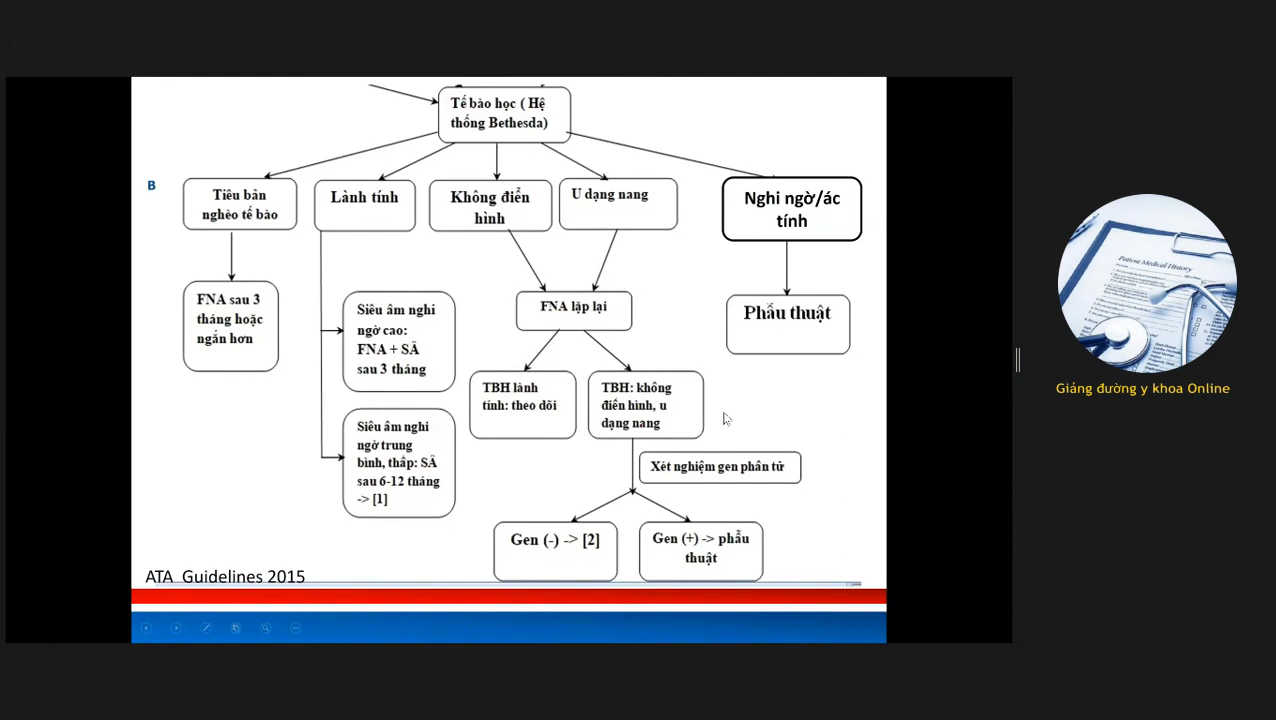 Tế bào học ( Hệ
thống Bethesda)
B
Tiêu bản
nghèo tế bào
Lành tính
Không điển
hình
U dạng nang
Nghi ngờ/ác
tính
FNA sau 3
tháng hoặc
ngắn hơn
Siêu âm nghi
ngờ cao:
FNA + SÂ
sau 3 tháng
FNA lặp lại
Phẫu thuật
TBH lành
tính: theo dõi
TBH: không
điển hình, u
dạng nang
Siêu âm nghi
ngờ trung
bình, thấp: SÂ
sau 6-12 tháng
-> [1]
Xét nghiệm gen phân tử
Gen (-) -> [2]
Gen (+) -> phẫu
thuật
ATA Guidelines 2015
Patient Medical History
Giảng đường y khoa Online